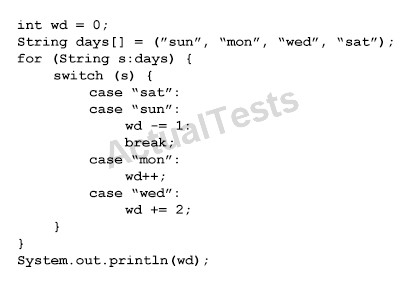 int wd = 0;
String days[] = ("sun", "mon", "wed", "sat");
for (String s:days) {
switch (s) {
case "sat":
case "sun":
wd -= 1:
break;
case "mon":
wd++;
case "wed":
wd += 2;
}
}
System.out.println(wd);
ActualTests